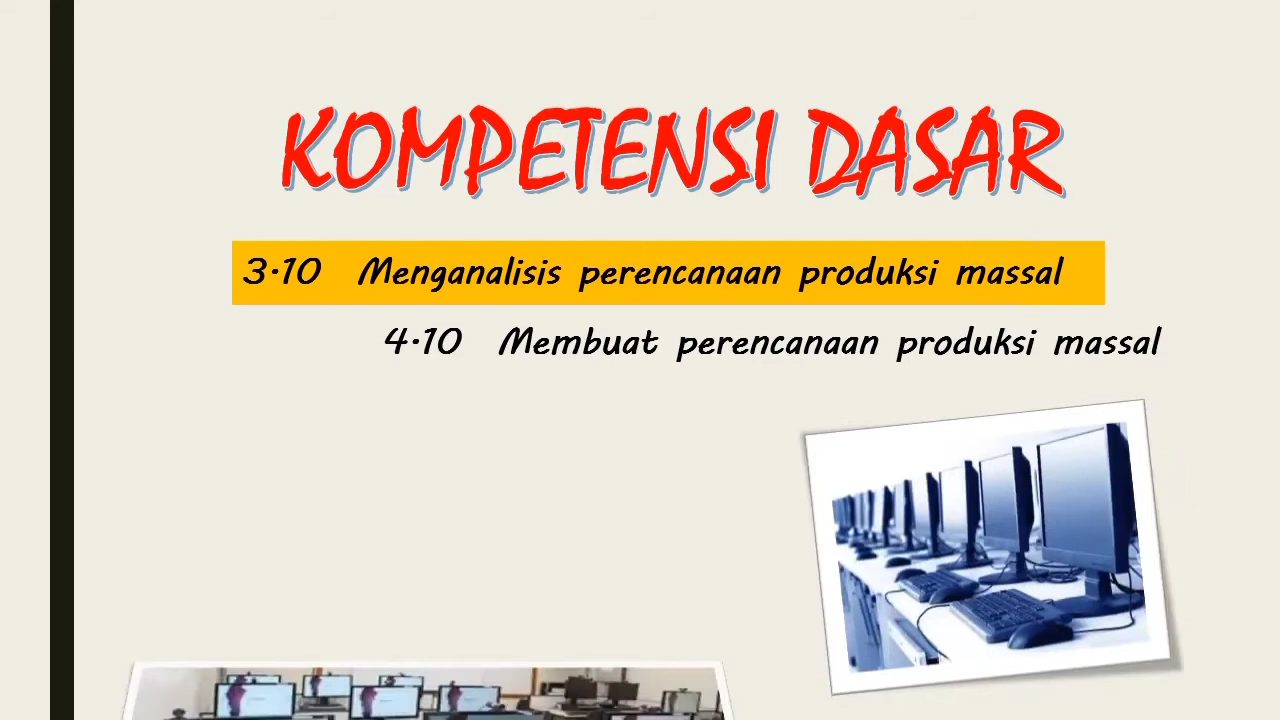 KOMPETENSI DASAR
3.10 Menganalisis perencanaan produksi massal
4.10 Membuat perencanaan produksi massal